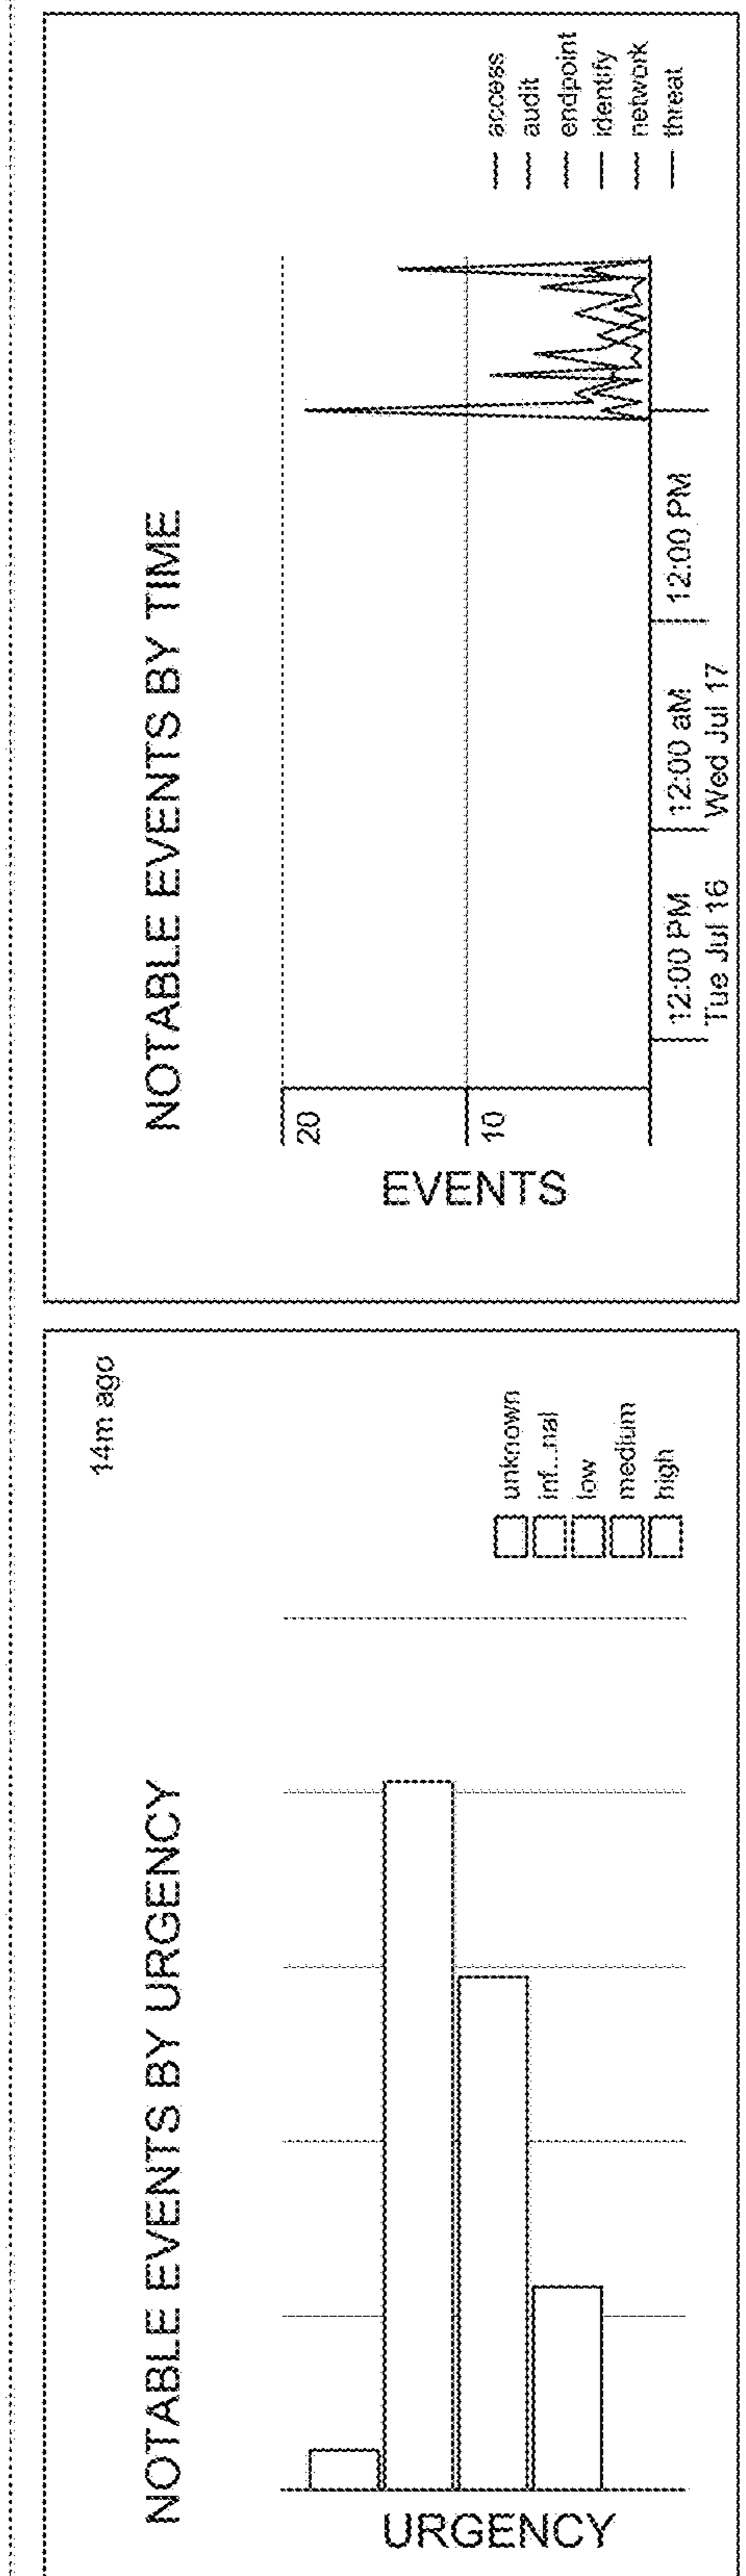 NOTABLE EVENTS BY URGENCY
14m ago
URGENCY
unknown
inf...nal
low
medium
high
NOTABLE EVENTS BY TIME
EVENTS
20
10
12:00 PM
Tue Jul 16
12:00 aM
Wed Jul 17
12:00 PM
access
audit
endpoint
identify
network
threat